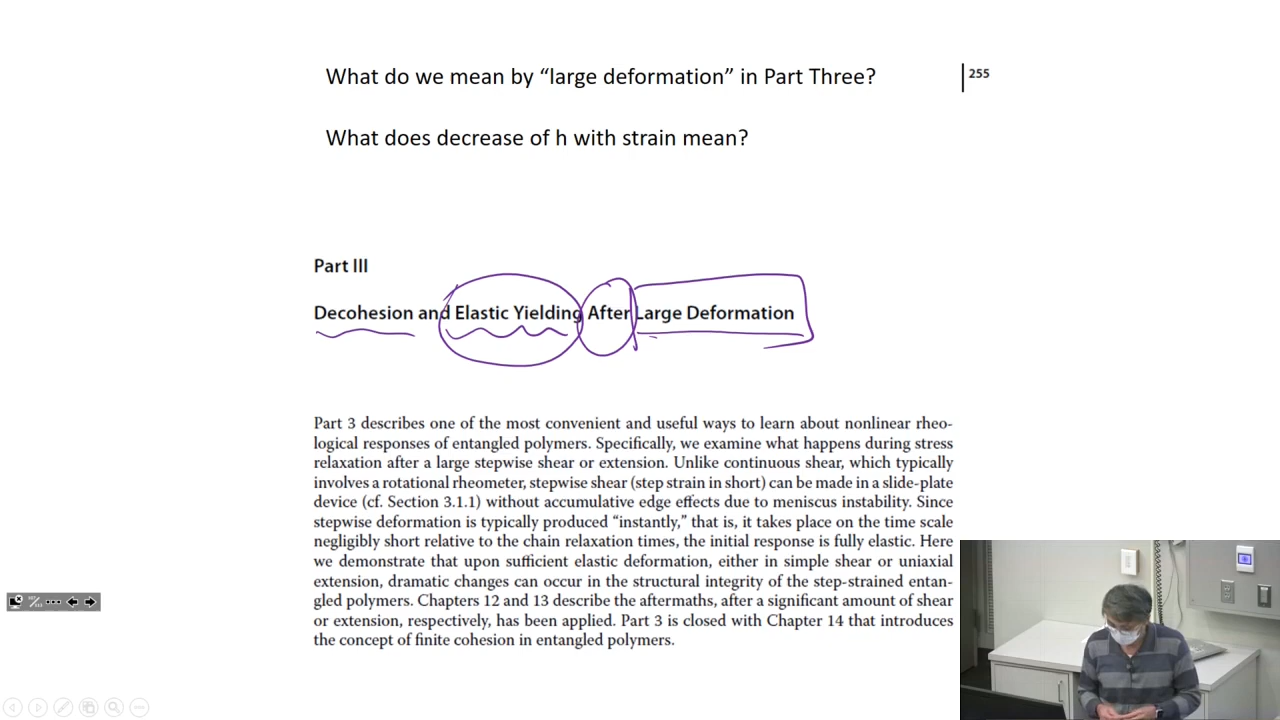 What do we mean by “large deformation” in Part Three?
255
What does decrease of h with strain mean?
Part III
Decohesion and Elastic Yielding After Large Deformation
Part 3 describes one of the most convenient and useful ways to learn about nonlinear rheo-
logical responses of entangled polymers. Specifically, we examine what happens during stress
relaxation after a large stepwise shear or extension. Unlike continuous shear, which typically
involves a rotational rheometer, stepwise shear (step strain in short) can be made in a slide-plate
device (cf. Section 3.1.1) without accumulative edge effects due to meniscus instability. Since
stepwise deformation is typically produced “instantly,” that is, it takes place on the time scale
negligibly short relative to the chain relaxation times, the initial response is fully elastic. Here
we demonstrate that upon sufficient elastic deformation, either in simple shear or uniaxial
extension, dramatic changes can occur in the structural integrity of the step-strained entan-
gled polymers. Chapters 12 and 13 describe the aftermaths, after a significant amount of shear
or extension, respectively, has been applied. Part 3 is closed with Chapter 14 that introduces
the concept of finite cohesion in entangled polymers.